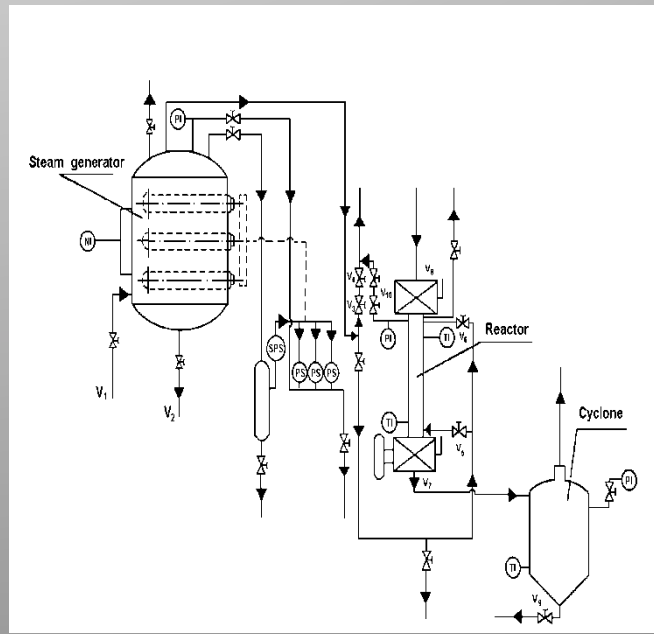 PI
Steam generator
NI
V1
V2
SPS
PS
PS
PS
V3
V10
V8
PI
TI
V6
Reactor
TI
V5
V7
Cyclone
PI
TI
V9